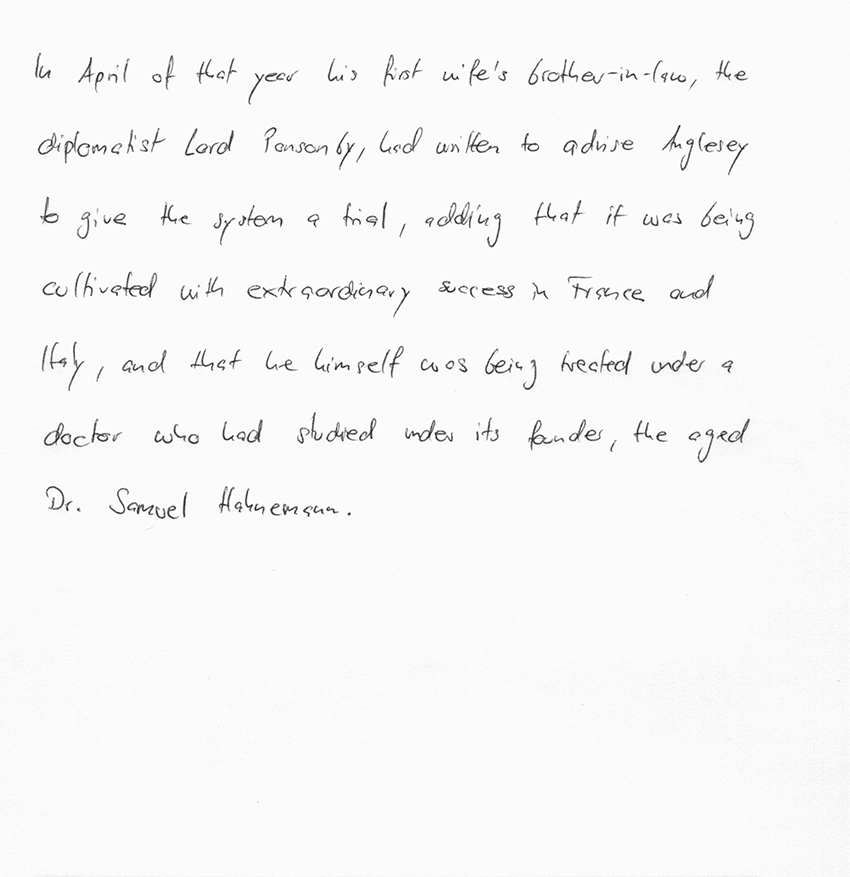 In April of that year his first wife's brother-in-law, the
diplomatist Lord Ponsonby, had written to advise Anglesey
to give the system a trial, adding that it was being
cultivated with extraordinary success in France and
Italy, and that he himself was being treated under a
doctor who had studied under its founder, the aged
Dr. Samuel Hahnemann.